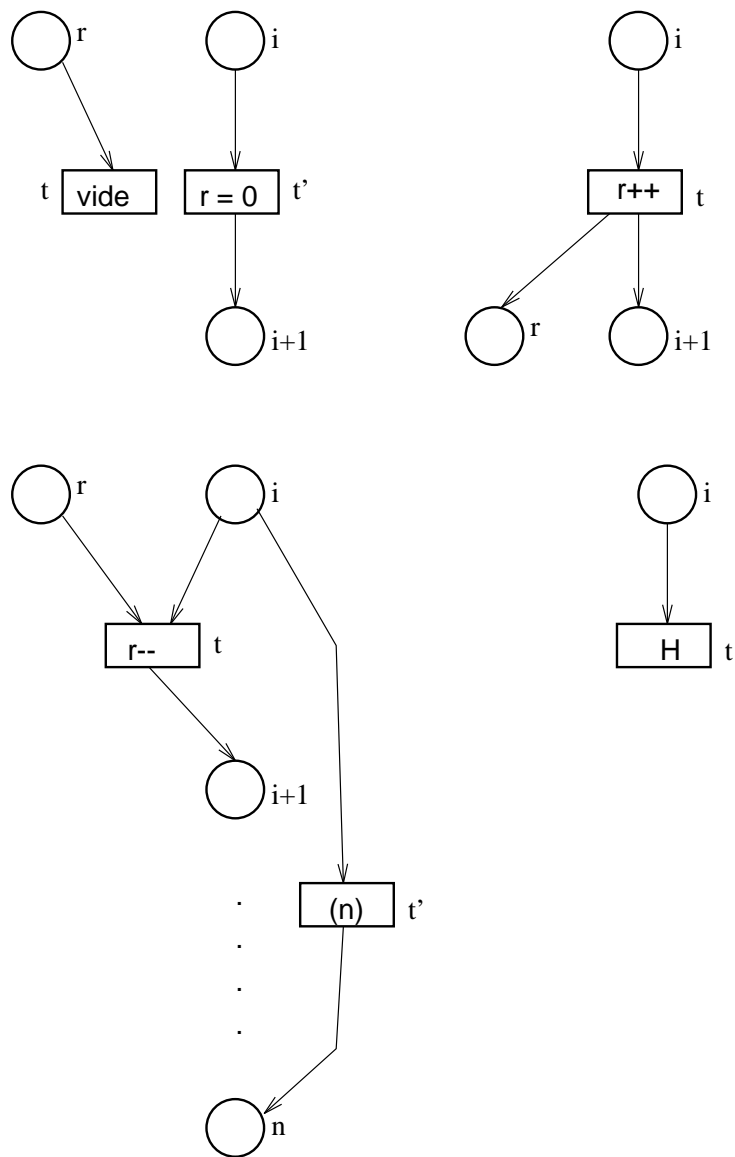 r
i
i
t
vide
r = 0
t'
r++
t
i+1
r
i+1
r
i
i
r--
t
H
t
i+1
(n)
t'
n